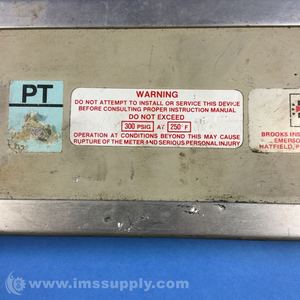 PT
WARNING
DO NOT ATTEMPT TO INSTALL OR SERVICE THIS DEVICE
BEFORE CONSULTING PROPER INSTRUCTION MANUAL
DO NOT EXCEED
300 PSIG AT 250°F
OPERATION AT CONDITIONS BEYOND THIS MAY CAUSE
RUPTURE OF THE METER AND SERIOUS PERSONAL INJURY
BROOKS INS
EMERSO
HATFIELD, P
© www.imssupply.com